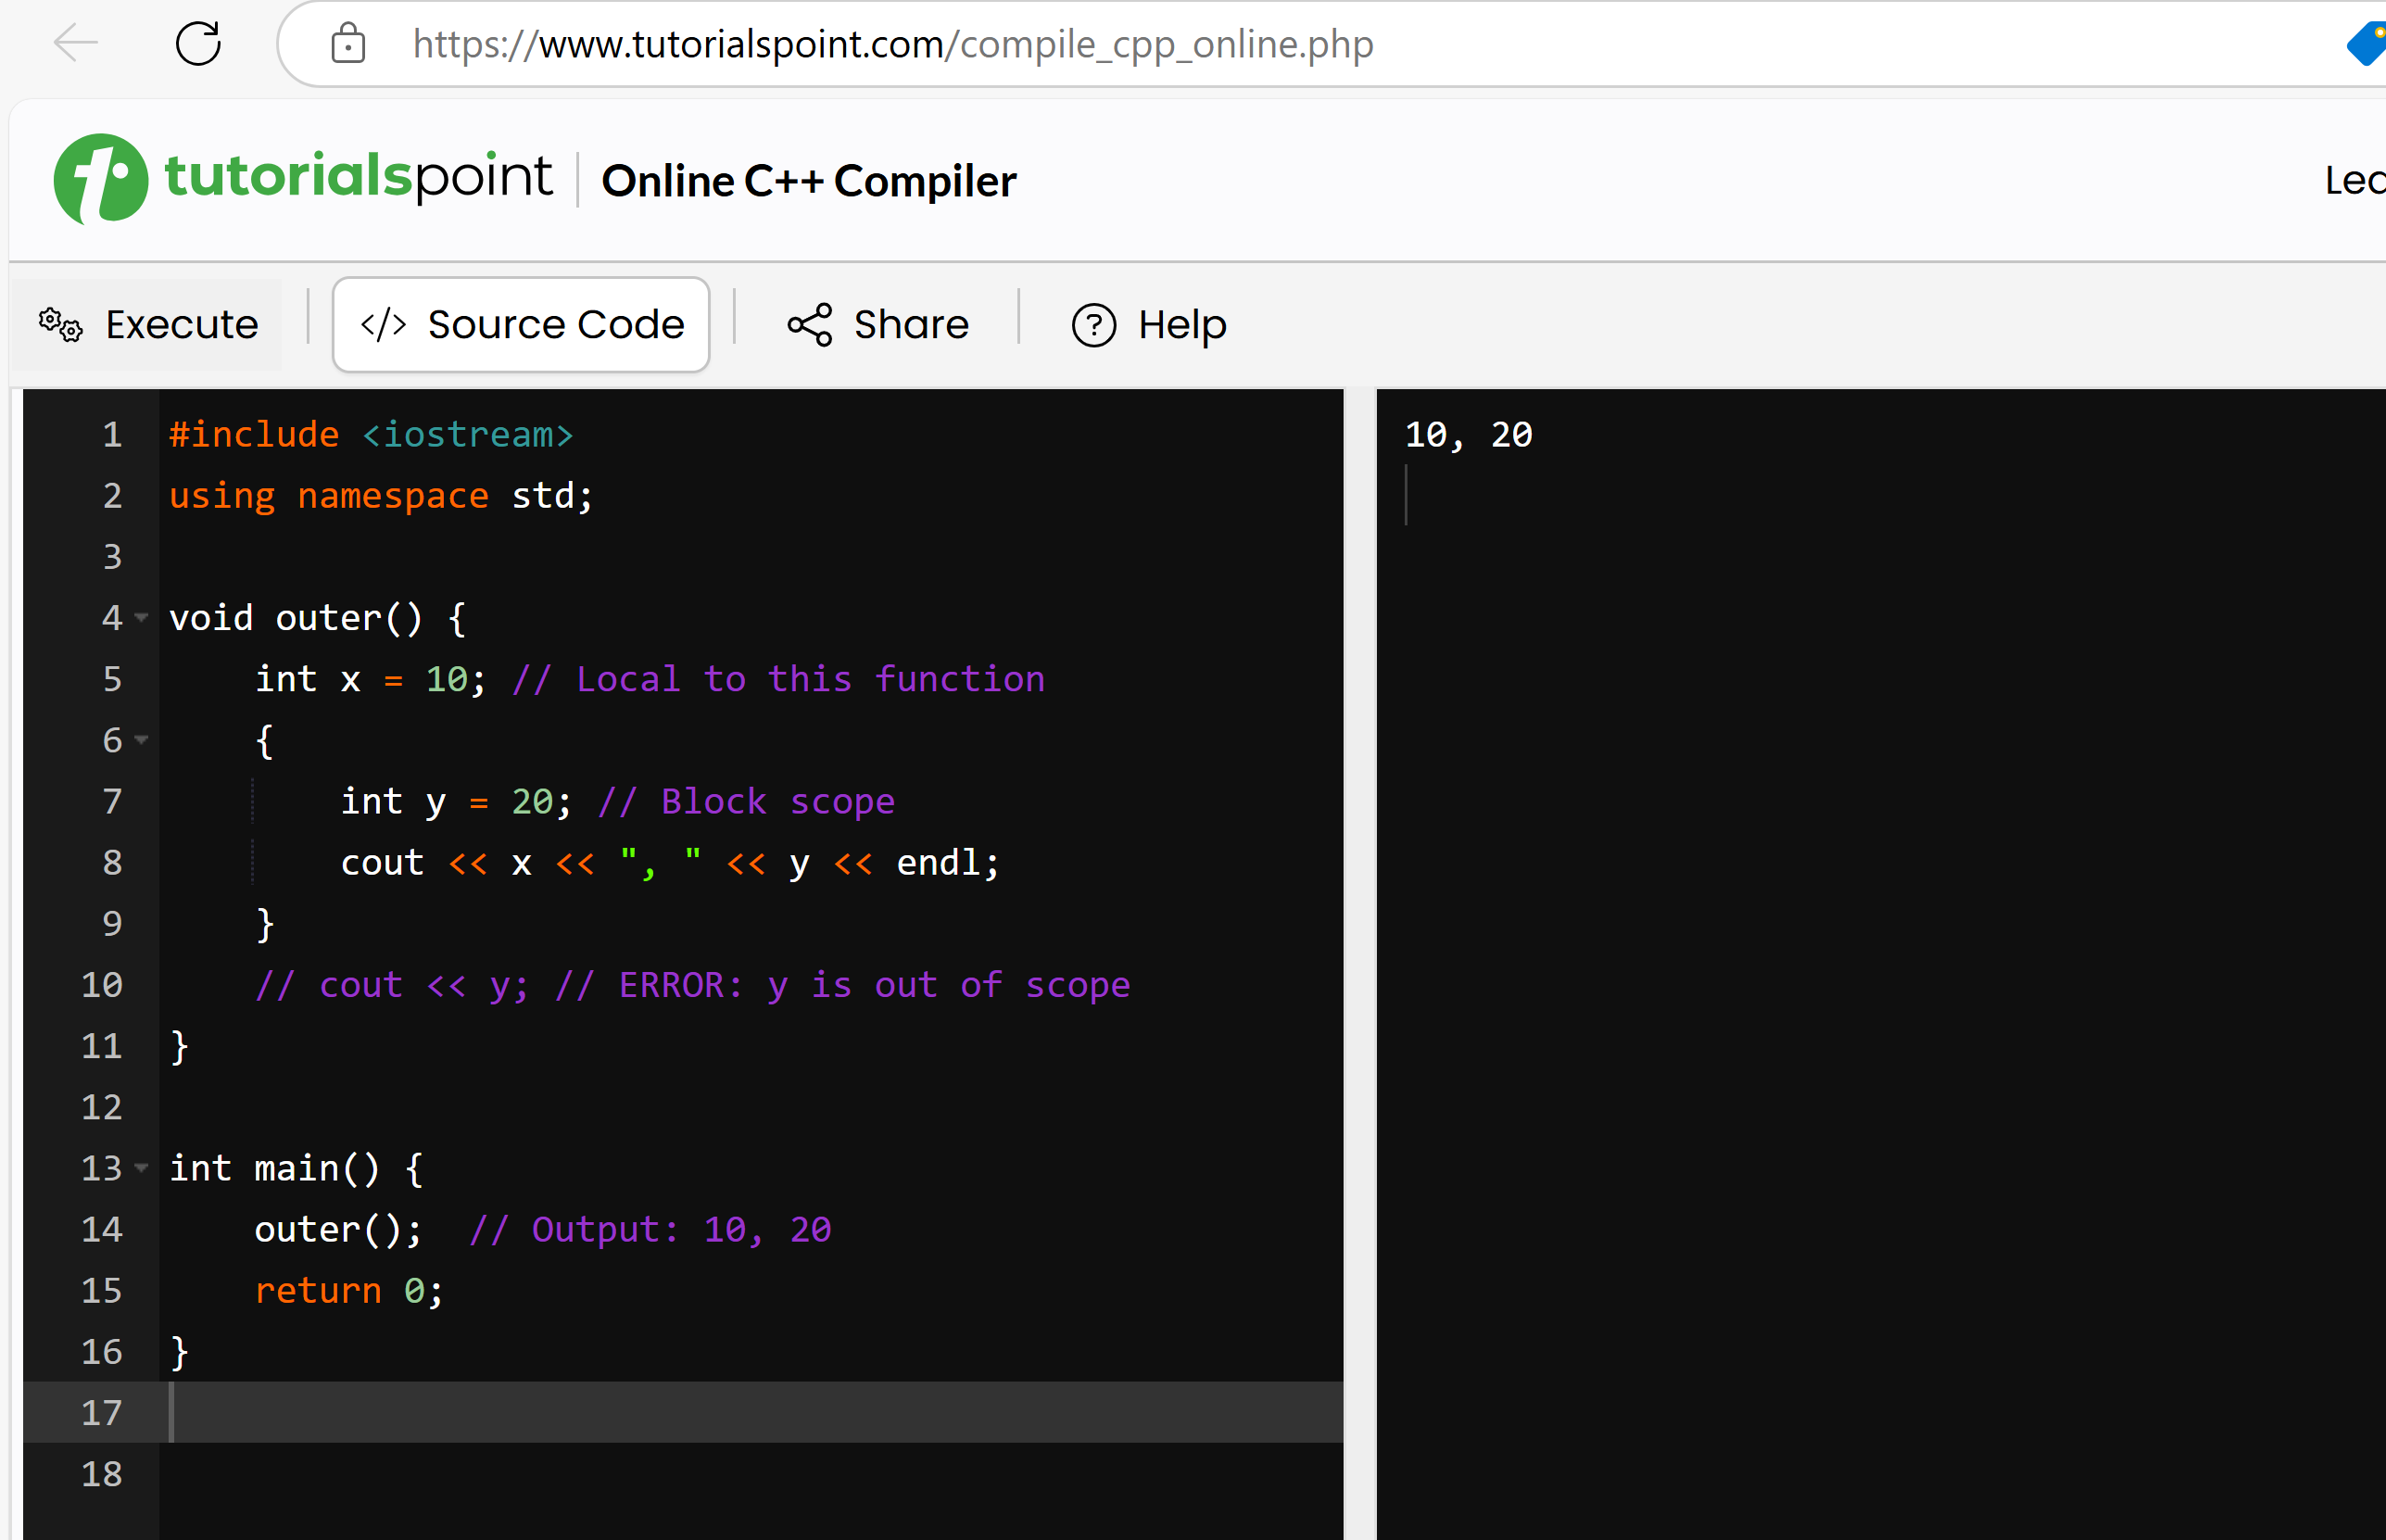 https://www.tutorialspoint.com/compile_cpp_online.php
tutorialspoint | Online C++ Compiler
Execute </> Source Code Share Help
1 #include <iostream>
2 using namespace std;
3
4 void outer() {
5     int x = 10; // Local to this function
6     {
7         int y = 20; // Block scope
8         cout << x << ", " << y << endl;
9     }
10     // cout << y; // ERROR: y is out of scope
11 }
12
13 int main() {
14     outer();  // Output: 10, 20
15     return 0;
16 }
17
18
10, 20